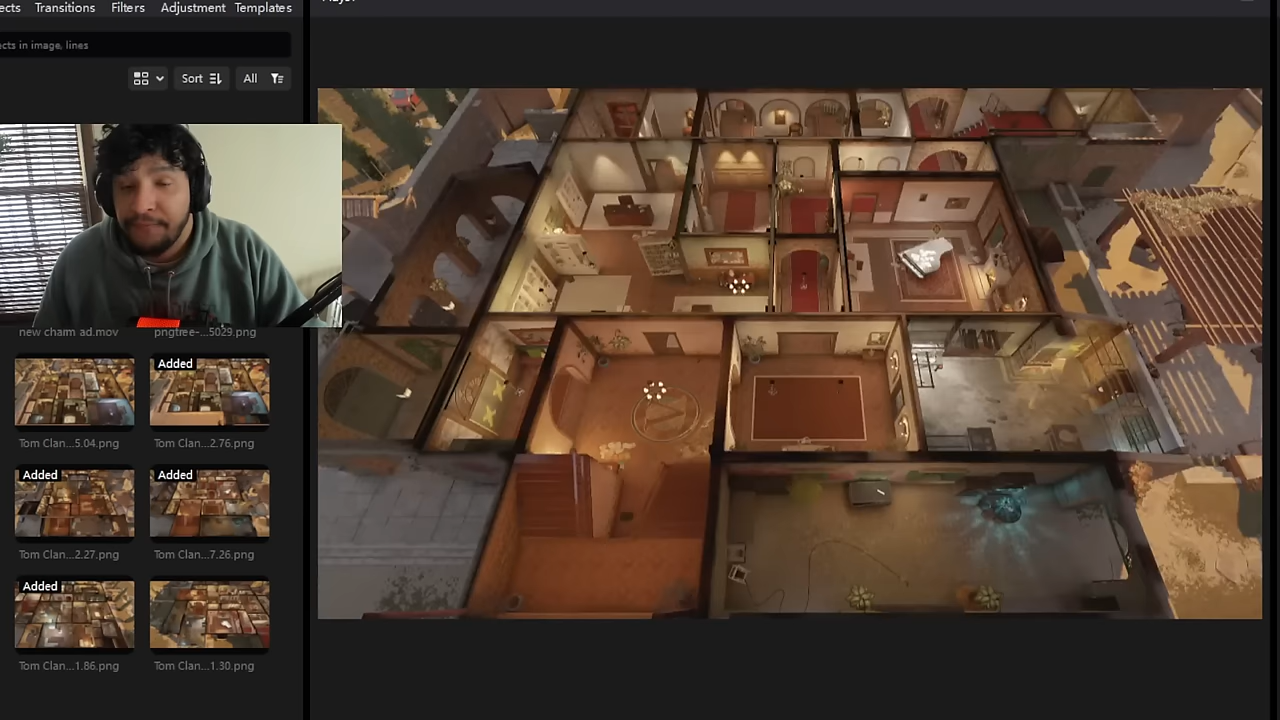 ects Transitions Filters Adjustment Templates
cts in image, lines
Sort All
new charm ad.mov pngtree-...5029.png
Added
Tom Clan...5.04.png Tom Clan...2.76.png
Added Added
Tom Clan...2.27.png Tom Clan...7.26.png
Added
Tom Clan...1.86.png Tom Clan...1.30.png